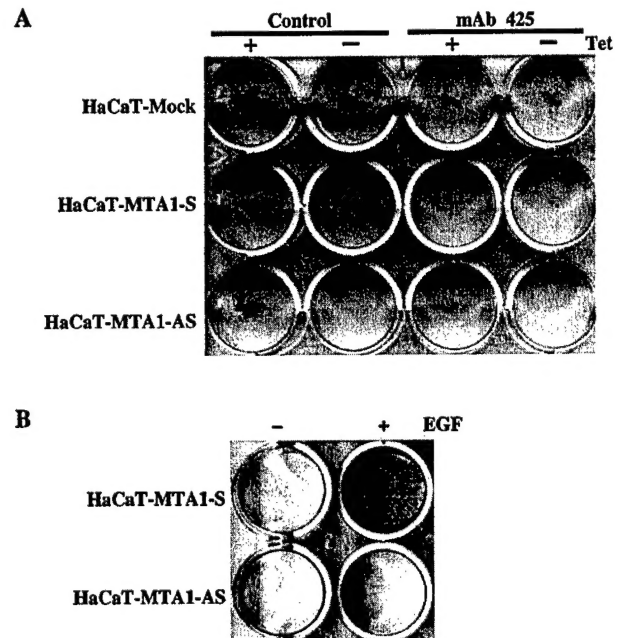 A
Control mAb 425
+ − + − Tet
HaCaT-Mock
HaCaT-MTA1-S
HaCaT-MTA1-AS
B
− + EGF
HaCaT-MTA1-S
HaCaT-MTA1-AS